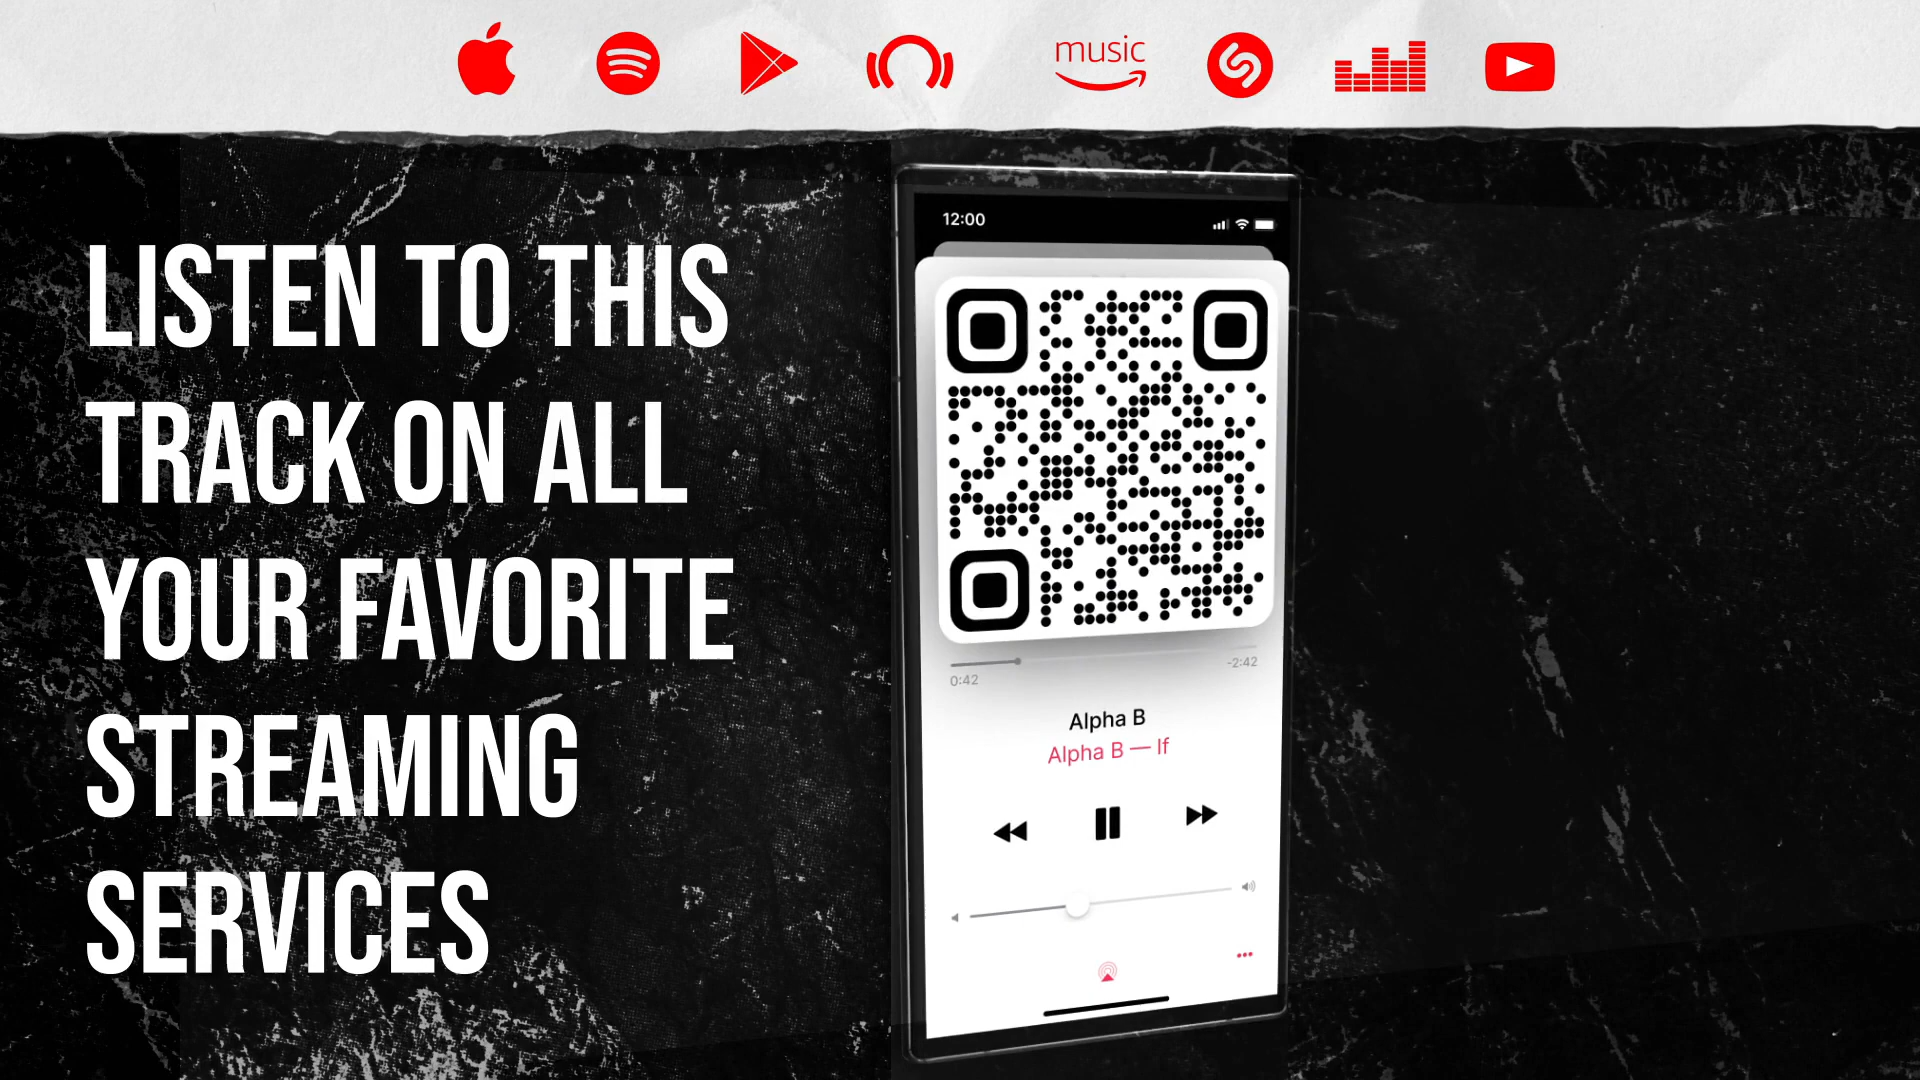 music
LISTEN TO THIS
TRACK ON ALL
YOUR FAVORITE
STREAMING
SERVICES
12:00
0:42
-2:42
Alpha B
Alpha B — If